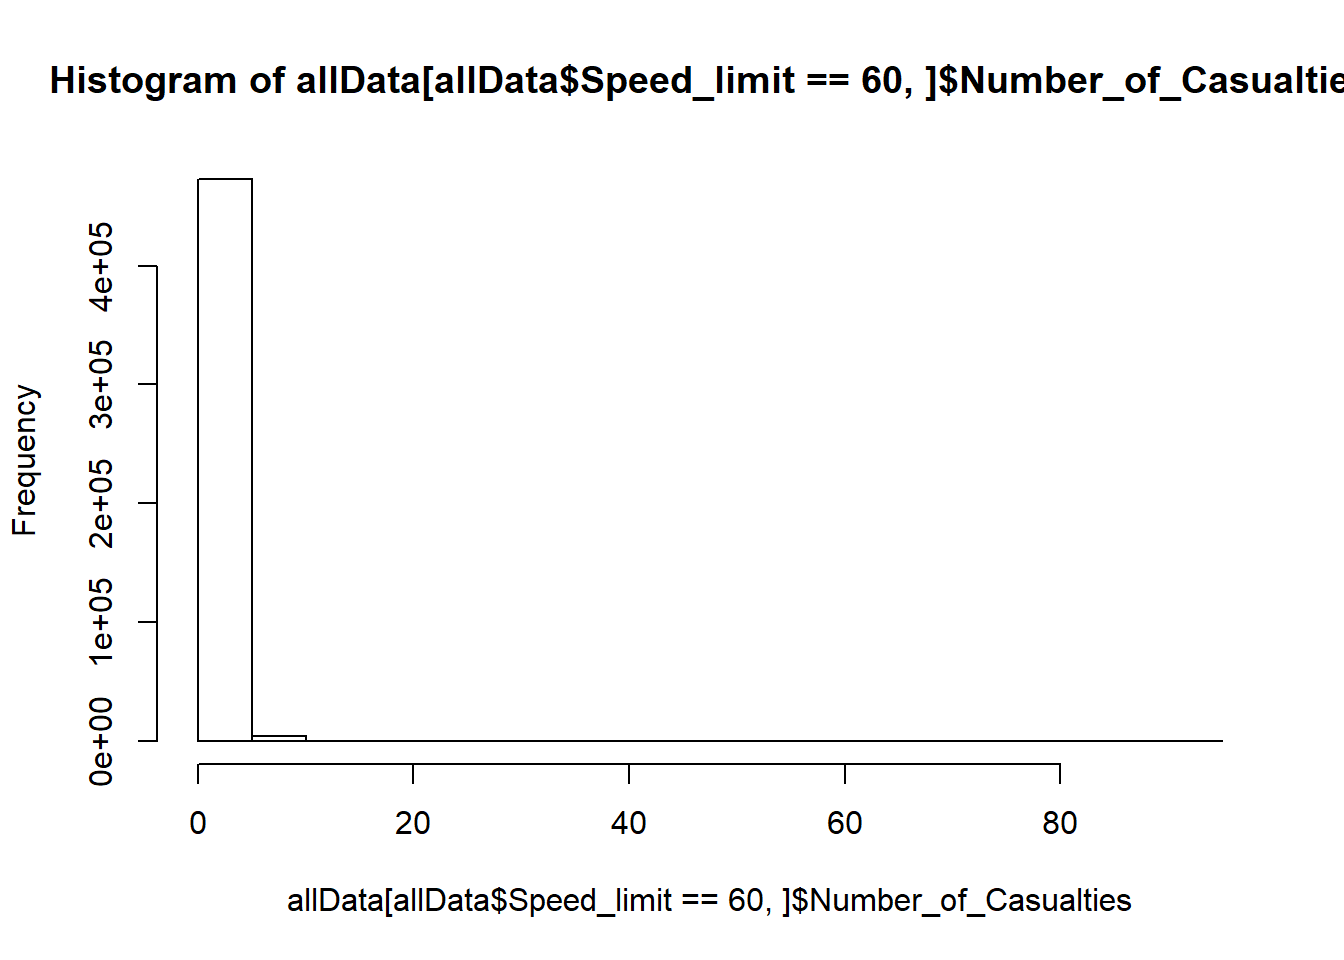 Histogram of allData[allData$Speed_limit == 60, ]$Number_of_Casualtie
Frequency
4e+05
3e+05
2e+05
1e+05
0e+00
0 20 40 60 80
allData[allData$Speed_limit == 60, ]$Number_of_Casualties